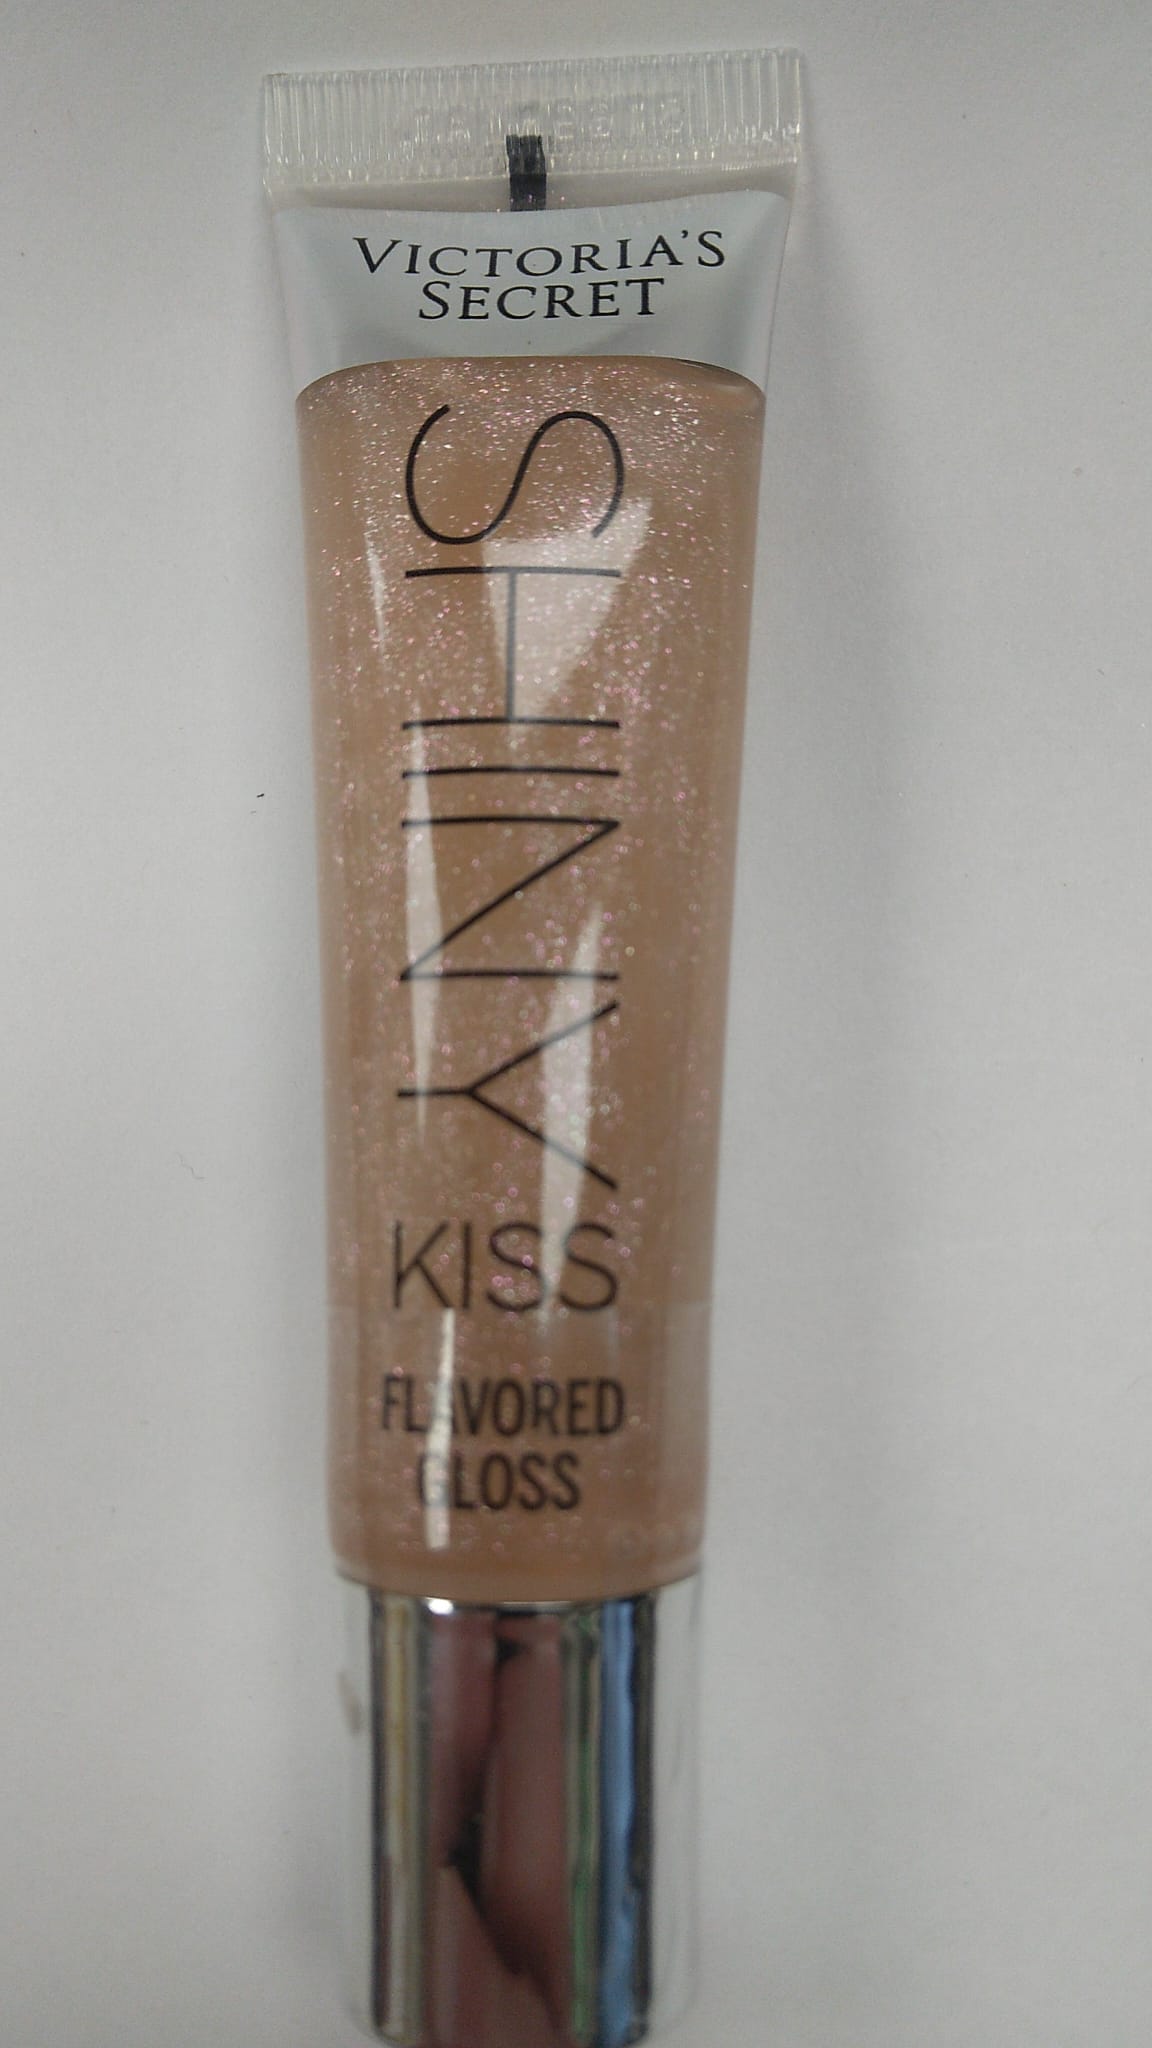 VICTORIA'S
SECRET
SHINY
KISS
FLAVORED
GLOSS